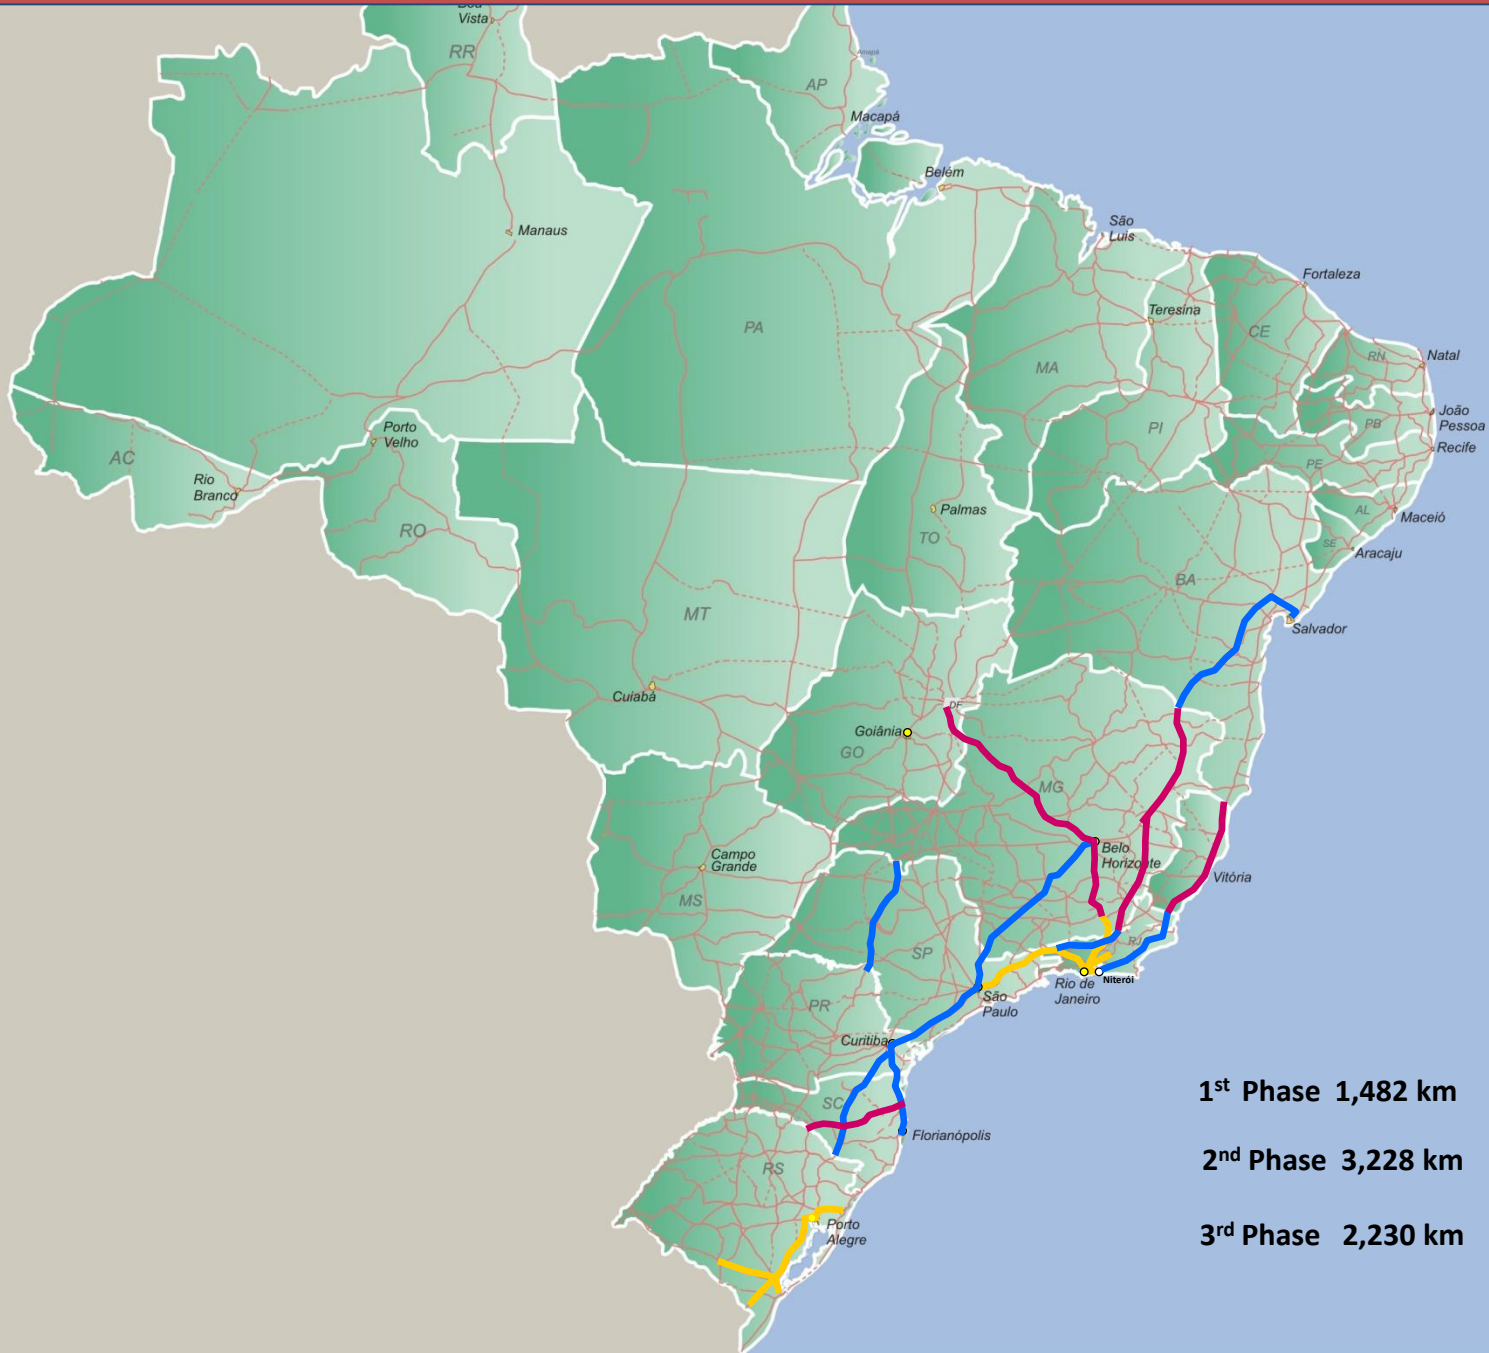 Boa
Vista
RR
AP
Amapá
Macapá
Belém
Manaus
São
Luis
Fortaleza
Teresina
CE
PA
MA
RN
Natal
João
Pessoa
PB
PI
Recife
Porto
Velho
AC
Rio
Branco
PE
RO
Palmas
TO
AL
Maceió
SE
Aracaju
BA
MT
Salvador
Cuiabá
DF
Goiânia
GO
MG
Campo
Grande
Belo
Horizonte
Vitória
MS
SP
RJ
Rio de
Janeiro
Niterói
São
Paulo
PR
Curitiba
SC
Florianópolis
RS
Porto
Alegre
1st Phase 1,482 km
2nd Phase 3,228 km
3rd Phase 2,230 km